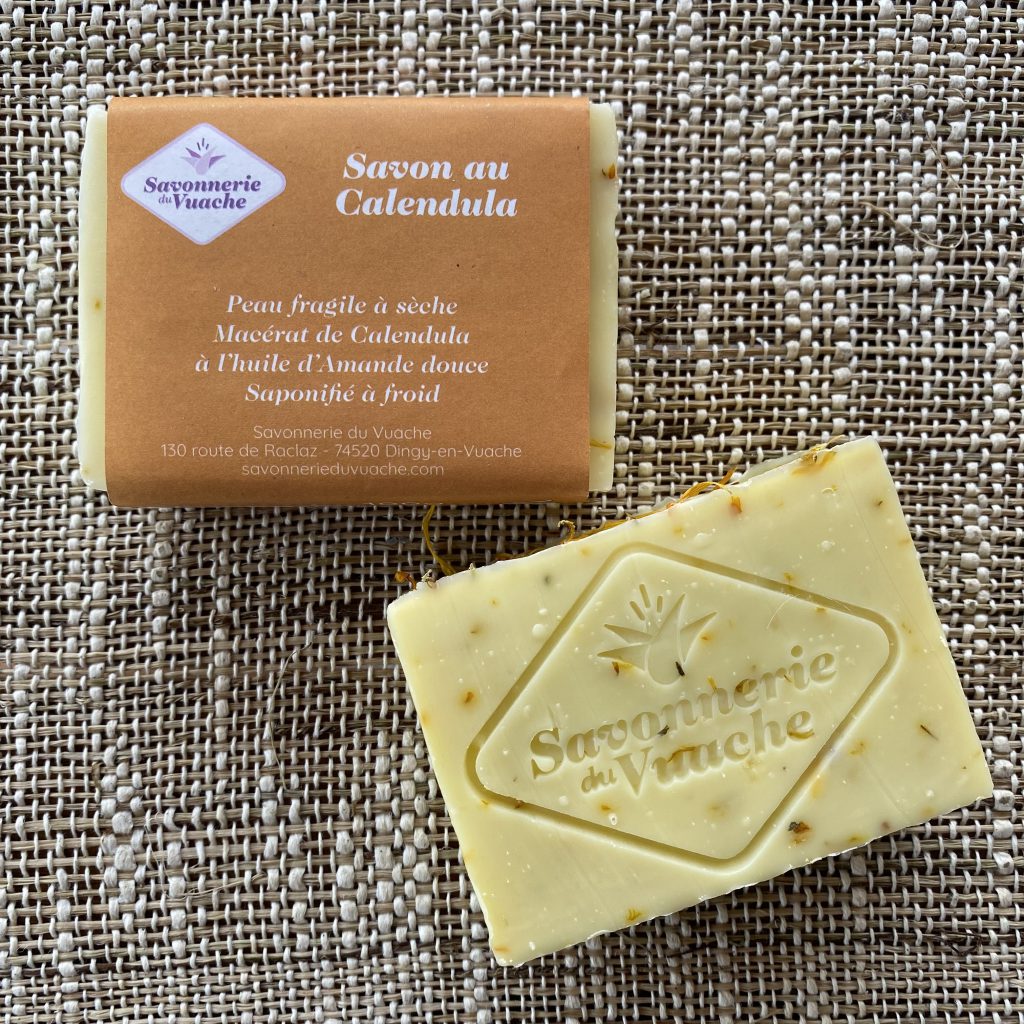 Savonnerie
du Vuache
Savon au
Calendula
Peau fragile à sèche
Macérat de Calendula
à l'huile d'Amande douce
Saponifié à froid
Savonnerie du Vuache
130 route de Raclaz - 74520 Dingy-en-Vuache
savonnerieduvuache.com
Savonnerie
du Vuache